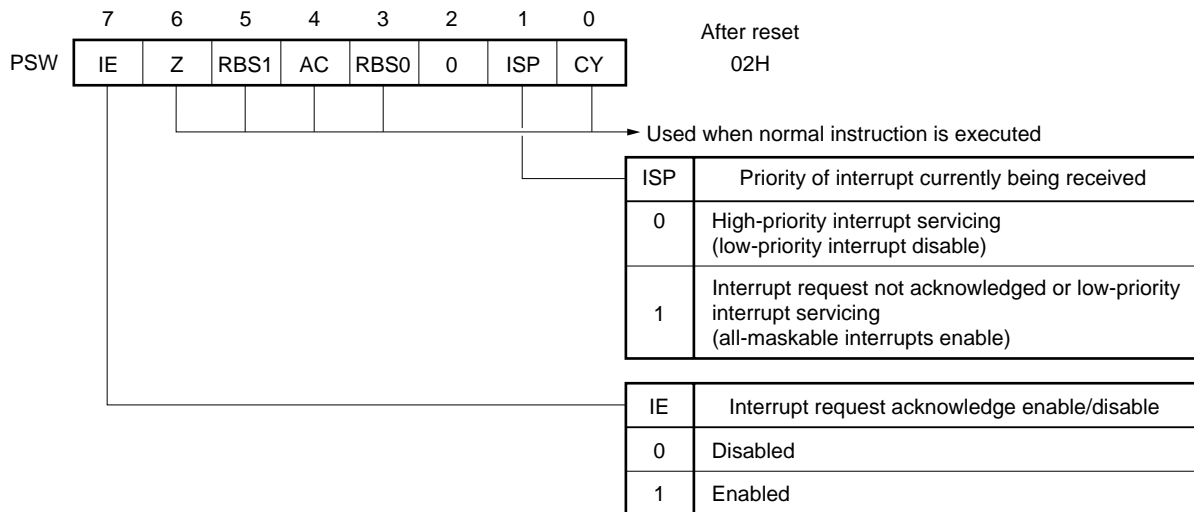 7 6 5 4 3 2 1 0
After reset
PSW IE Z RBS1 AC RBS0 0 ISP CY
02H
Used when normal instruction is executed
ISP Priority of interrupt currently being received
0 High-priority interrupt servicing
(low-priority interrupt disable)
1 Interrupt request not acknowledged or low-priority
interrupt servicing
(all-maskable interrupts enable)
IE Interrupt request acknowledge enable/disable
0 Disabled
1 Enabled